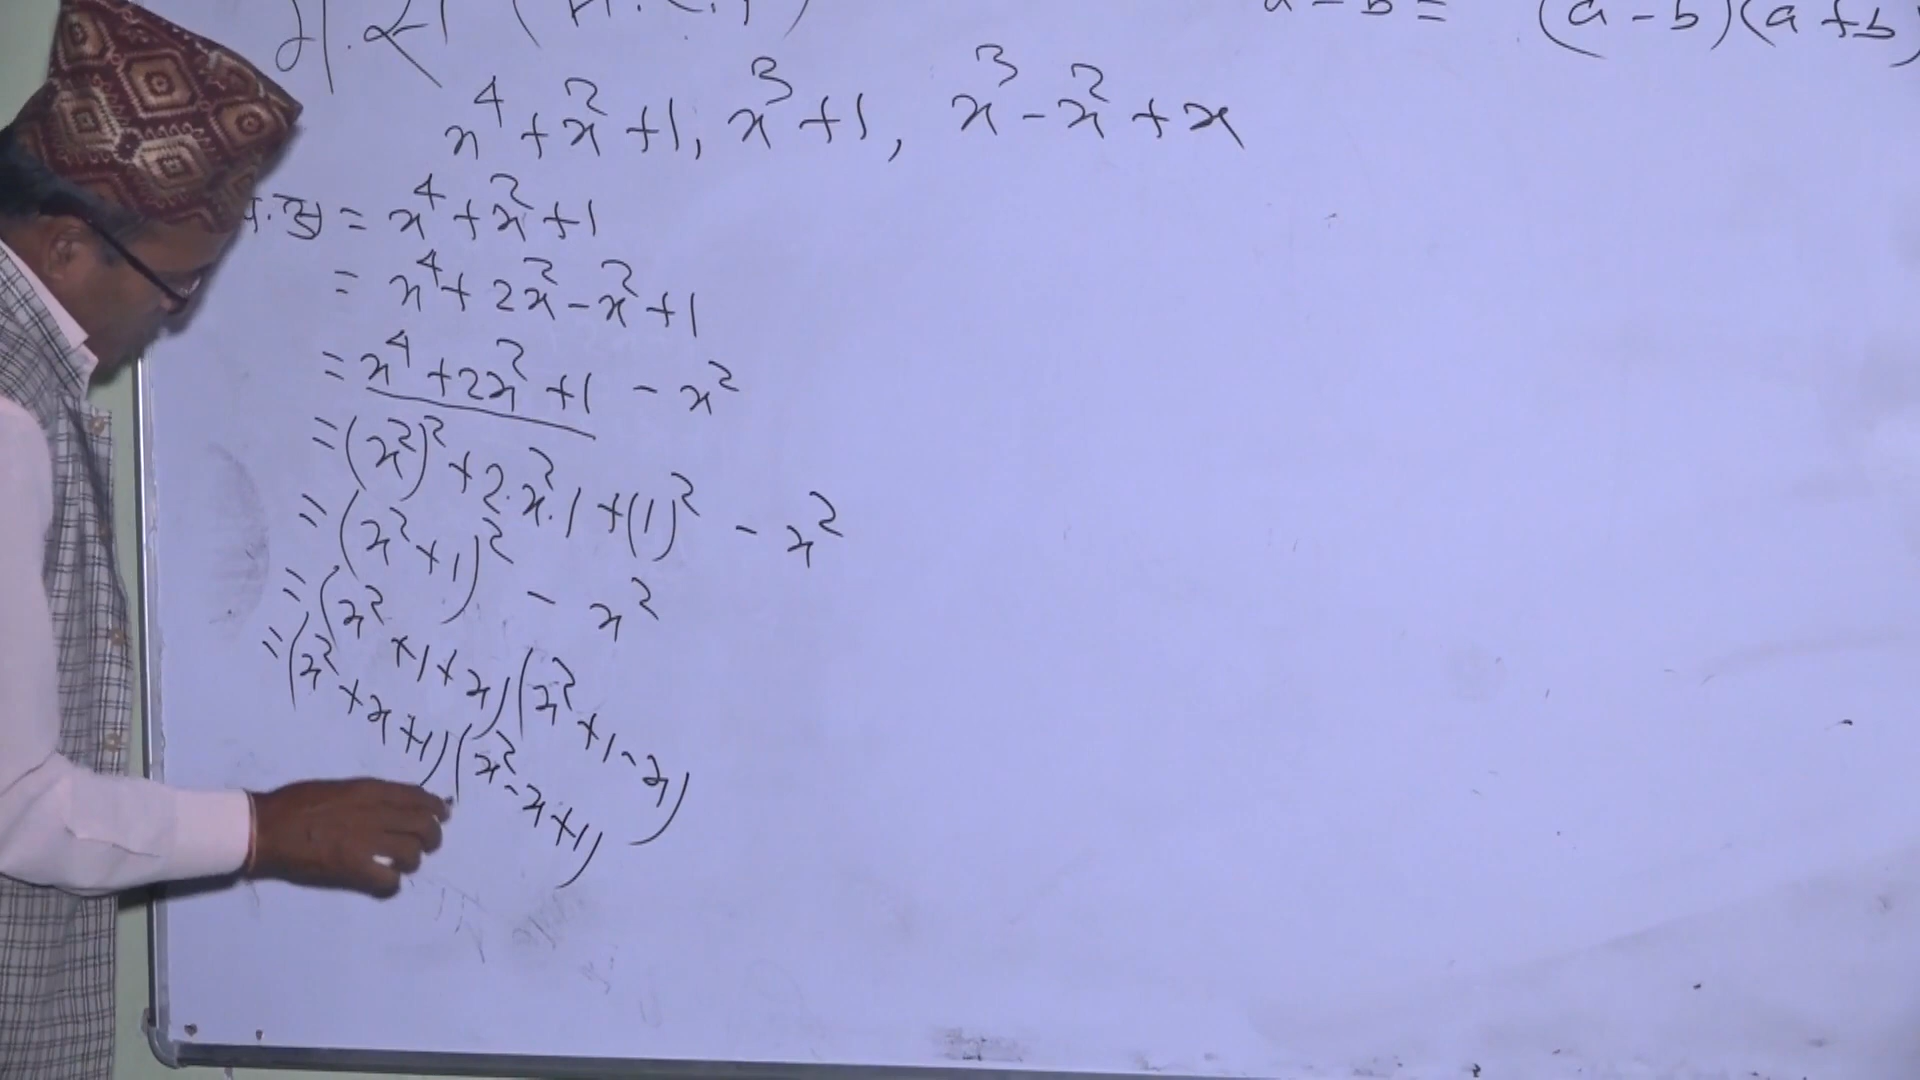 a² - b² = (a - b)(a + b)
x⁴ + x² + 1, x³ + 1, x³ - x² + x
= x⁴ + x² + 1
= x⁴ + 2x² - x² + 1
= x⁴ + 2x² + 1 - x²
= (x²)² + 2·x²·1 + (1)² - x²
= (x² + 1)² - x²
= (x² + 1 + x)(x² + 1 - x)
= (x² + x + 1)(x² - x + 1)